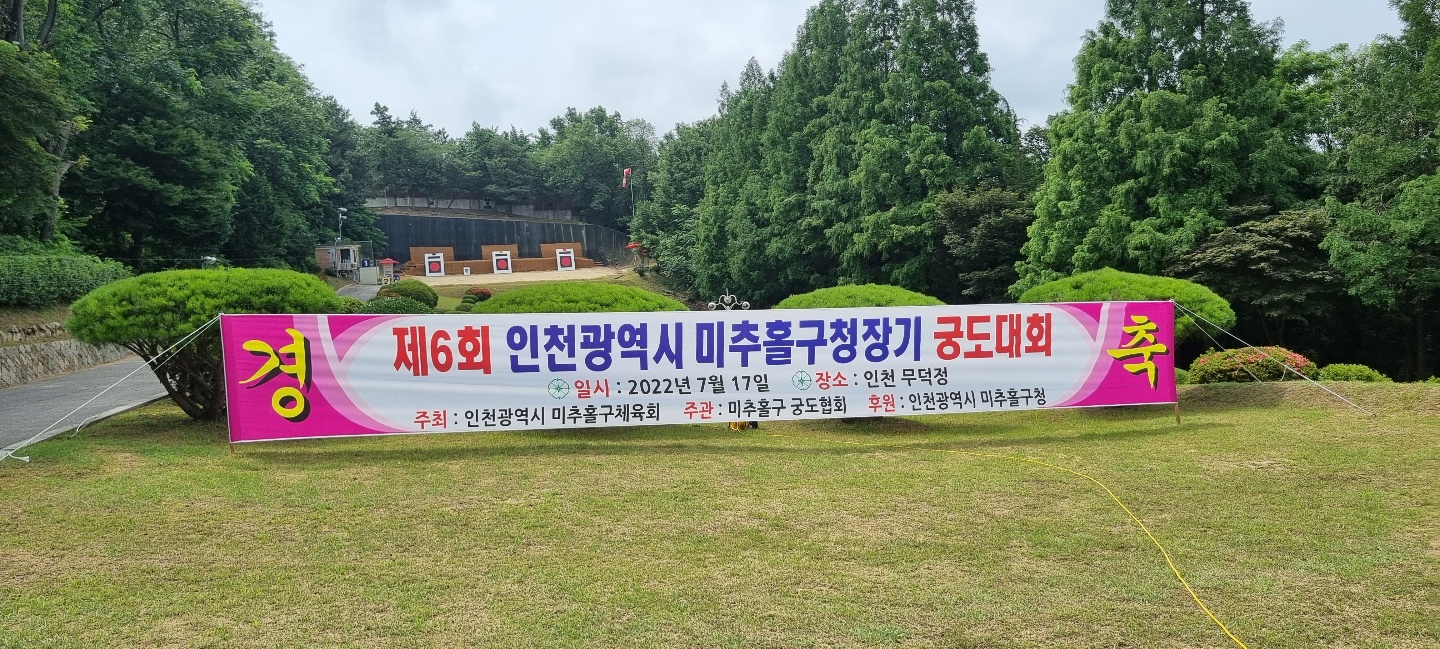 경 축
제6회 인천광역시 미추홀구청장기 궁도대회
일시 : 2022년 7월 17일 장소 : 인천 무덕정
주최 : 인천광역시 미추홀구체육회 주관 : 미추홀구 궁도협회 후원 : 인천광역시 미추홀구청